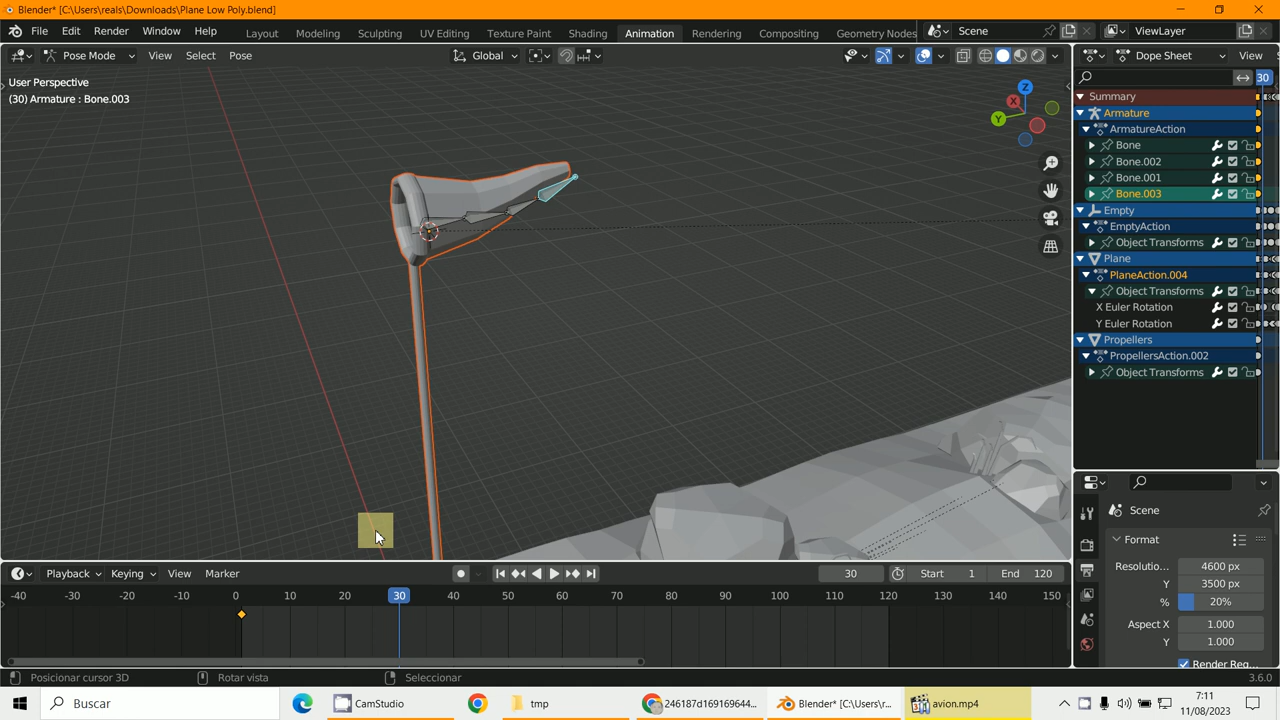 Blender* [C:\Users\reals\Downloads\Plane Low Poly.blend]
File Edit Render Window Help Layout Modeling Sculpting UV Editing Texture Paint Shading Animation Rendering Compositing Geometry Nodes Scene ViewLayer
Pose Mode View Select Pose Global Dope Sheet View
User Perspective
(30) Armature : Bone.003
Z
X
Y
30
Summary
Armature
ArmatureAction
Bone
Bone.002
Bone.001
Bone.003
Empty
EmptyAction
Object Transforms
Plane
PlaneAction.004
Object Transforms
X Euler Rotation
Y Euler Rotation
Propellers
PropellersAction.002
Object Transforms
Scene
Format
Resolutio... 4600 px
Y 3500 px
% 20%
Aspect X 1.000
Y 1.000
Render Reg...
Playback Keying View Marker 30 Start 1 End 120
-40 -30 -20 -10 0 10 20 30 40 50 60 70 80 90 100 110 120 130 140 150
Posicionar cursor 3D Rotar vista Seleccionar 3.6.0
Buscar CamStudio tmp 246187d169169644... Blender* [C:\Users\r... avion.mp4
7:11
11/08/2023